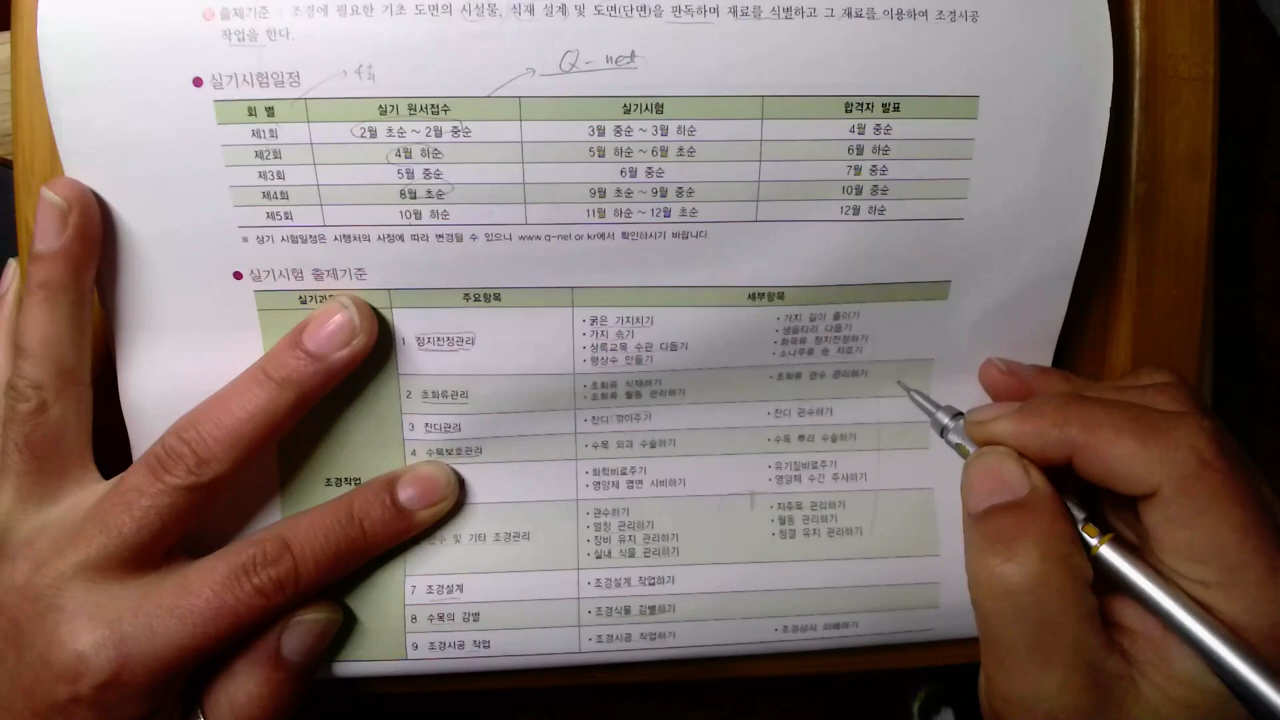 출제기준 : 조경에 필요한 기초 도면의 시설물, 식재 설계 및 도면(단면)을 판독하며 재료를 식별하고 그 재료를 이용하여 조경시공
작업을 한다.
Q-net
● 실기시험일정
회 별 실기 원서접수 실기시험 합격자 발표
제1회 2월 초순 ~ 2월 중순 3월 중순 ~ 3월 하순 4월 중순
제2회 4월 하순 5월 하순 ~ 6월 초순 6월 하순
제3회 5월 중순 6월 중순 7월 중순
제4회 8월 초순 9월 초순 ~ 9월 중순 10월 중순
제5회 10월 하순 11월 하순 ~ 12월 초순 12월 하순
※ 상기 시험일정은 시행처의 사정에 따라 변경될 수 있으니 www.q-net.or.kr에서 확인하시기 바랍니다.
● 실기시험 출제기준
실기과 주요항목 세부항목
조경작업
1 정지전정관리
• 굵은 가지치기 • 가지 길이 줄이기
• 가지 솎기 • 생울타리 다듬기
• 상록교목 수관 다듬기 • 화목류 정지전정하기
• 형상수 만들기 • 소나무류 순 자르기
2 초화류관리
• 초화류 식재하기 • 초화류 관수 관리하기
• 초화류 월동 관리하기
3 잔디관리 • 잔디 깎아주기 • 잔디 관수하기
4 수목보호관리 • 수목 외과 수술하기 • 수목 뿌리 수술하기
• 화학비료주기 • 유기질비료주기
• 영양제 엽면 시비하기 • 영양제 수간 주사하기
및 기타 조경관리
• 관수하기 • 지주목 관리하기
• 멀칭 관리하기 • 월동 관리하기
• 장비 유지 관리하기 • 청결 유지 관리하기
• 실내 식물 관리하기
7 조경설계 • 조경설계 작업하기
8 수목의 감별 • 조경식물 감별하기
9 조경시공 작업 • 조경시공 작업하기 • 조경상식 이해하기